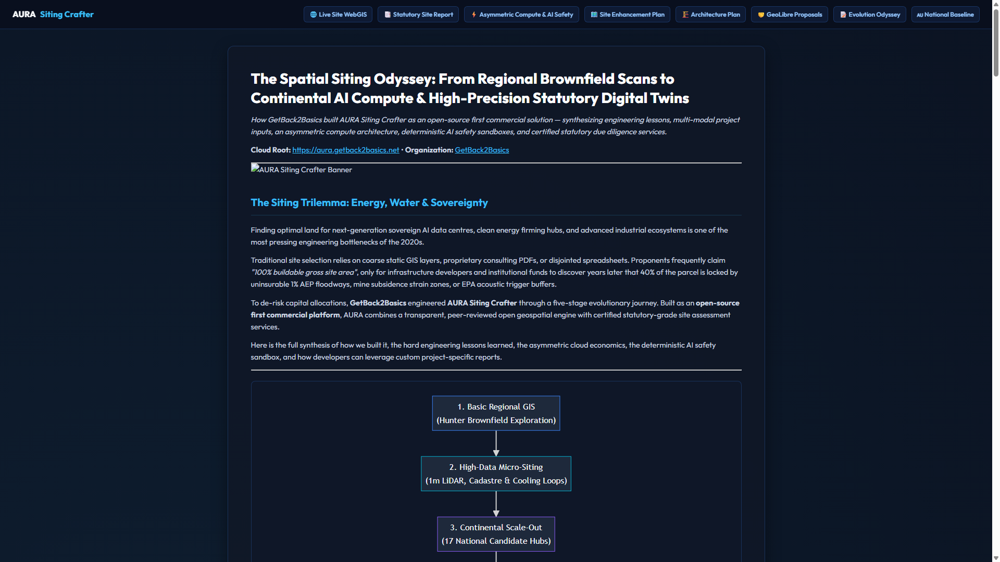 AURA Siting Crafter
Live Site WebGIS
Statutory Site Report
Asymmetric Compute & AI Safety
Site Enhancement Plan
Architecture Plan
GeoLibre Proposals
Evolution Odyssey
AU National Baseline
The Spatial Siting Odyssey: From Regional Brownfield Scans to
Continental AI Compute & High-Precision Statutory Digital Twins
How GetBack2Basics built AURA Siting Crafter as an open-source first commercial solution — synthesizing engineering lessons, multi-modal project
inputs, an asymmetric compute architecture, deterministic AI safety sandboxes, and certified statutory due diligence services.
Cloud Root: https://aura.getback2basics.net • Organization: GetBack2Basics
AURA Siting Crafter Banner
The Siting Trilemma: Energy, Water & Sovereignty
Finding optimal land for next-generation sovereign AI data centres, clean energy firming hubs, and advanced industrial ecosystems is one of the
most pressing engineering bottlenecks of the 2020s.
Traditional site selection relies on coarse static GIS layers, proprietary consulting PDFs, or disjointed spreadsheets. Proponents frequently claim
"100% buildable gross site area", only for infrastructure developers and institutional funds to discover years later that 40% of the parcel is locked by
uninsurable 1% AEP floodways, mine subsidence strain zones, or EPA acoustic trigger buffers.
To de-risk capital allocations, GetBack2Basics engineered AURA Siting Crafter through a five-stage evolutionary journey. Built as an open-source
first commercial platform, AURA combines a transparent, peer-reviewed open geospatial engine with certified statutory-grade site assessment
services.
Here is the full synthesis of how we built it, the hard engineering lessons learned, the asymmetric cloud economics, the deterministic AI safety
sandbox, and how developers can leverage custom project-specific reports.
1. Basic Regional GIS
(Hunter Brownfield Exploration)
2. High-Data Micro-Siting
(1m LiDAR, Cadastre & Cooling Loops)
3. Continental Scale-Out
(17 National Candidate Hubs)